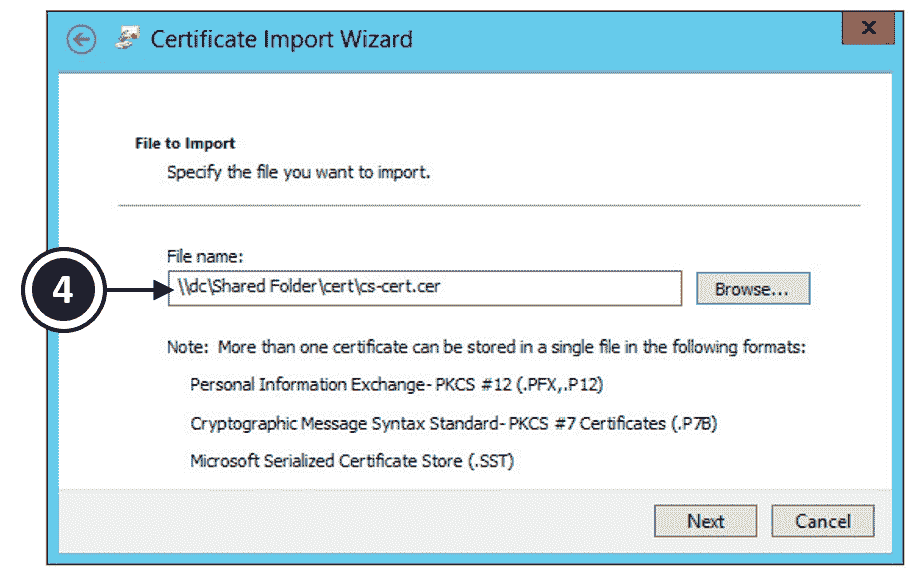 Certificate Import Wizard
x
File to Import
Specify the file you want to import.
File name:
4
\\dc\Shared Folder\cert\cs-cert.cer
Browse...
Note: More than one certificate can be stored in a single file in the following formats:
Personal Information Exchange- PKCS #12 (.PFX,.P12)
Cryptographic Message Syntax Standard- PKCS #7 Certificates (.P7B)
Microsoft Serialized Certificate Store (.SST)
Next
Cancel